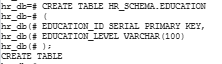 hr_db=# CREATE TABLE HR_SCHEMA.EDUCATION
hr_db(# (
hr_db(# EDUCATION_ID SERIAL PRIMARY KEY,
hr_db(# EDUCATION_LEVEL VARCHAR(100)
hr_db(# );
CREATE TABLE